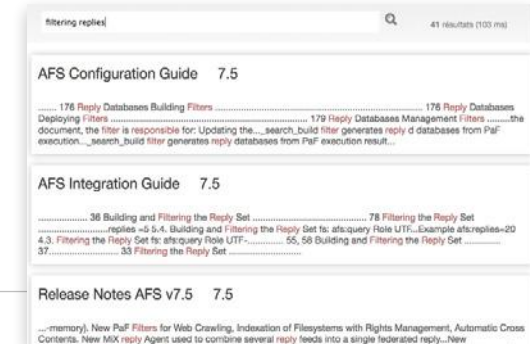 filtering replies
41 résultats (103 ms)
AFS Configuration Guide 7.5
....... 176 Reply Databases Building Filters ................................................... 176 Reply Databases
Deploying Filters .................................................................. 179 Reply Databases Management Filters .........the
document, the filter is responsible for: Updating the..._search_build filter generates reply d databases from PaF
execution..._search_build filter generates reply databases from PaF execution result...
AFS Integration Guide 7.5
.................. 36 Building and Filtering the Reply Set ...................................... 78 Filtering the Reply Set
.........................replies =5 5.4. Building and Filtering the Reply Set fs: afs:query Role UTF...Example afs:replies=20
4.3. Filtering the Reply Set fs: afs:query Role UTF-............. 55, 58 Building and Filtering the Reply Set .............
37...................... 33 Filtering the Reply Set .........................
Release Notes AFS v7.5 7.5
...-memory). New PaF Filters for Web Crawling, Indexation of Filesystems with Rights Management, Automatic Cross
Contents. New MiX reply Agent used to combine several reply feeds into a single federated reply...New